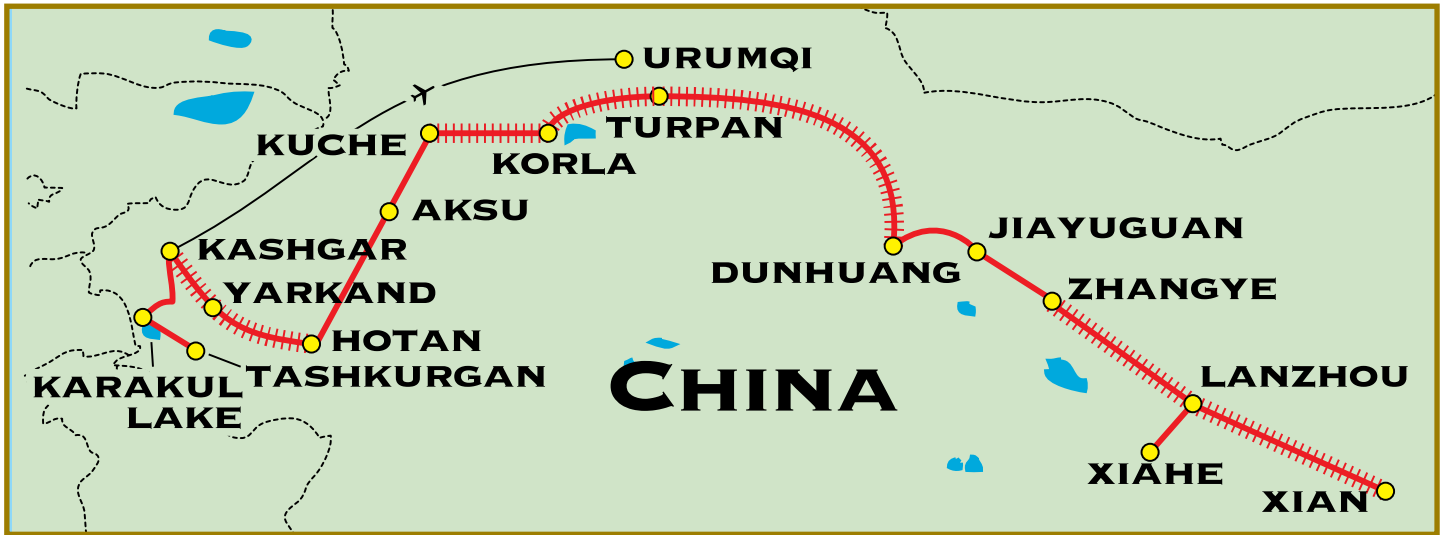 URUMQI
TURPAN
KUCHE
KORLA
AKSU
JIAYUGUAN
KASHGAR
DUNHUANG
ZHANGYE
YARKAND
HOTAN
TASHKURGAN
KARAKUL
LAKE
CHINA
LANZHOU
XIAHE
XIAN